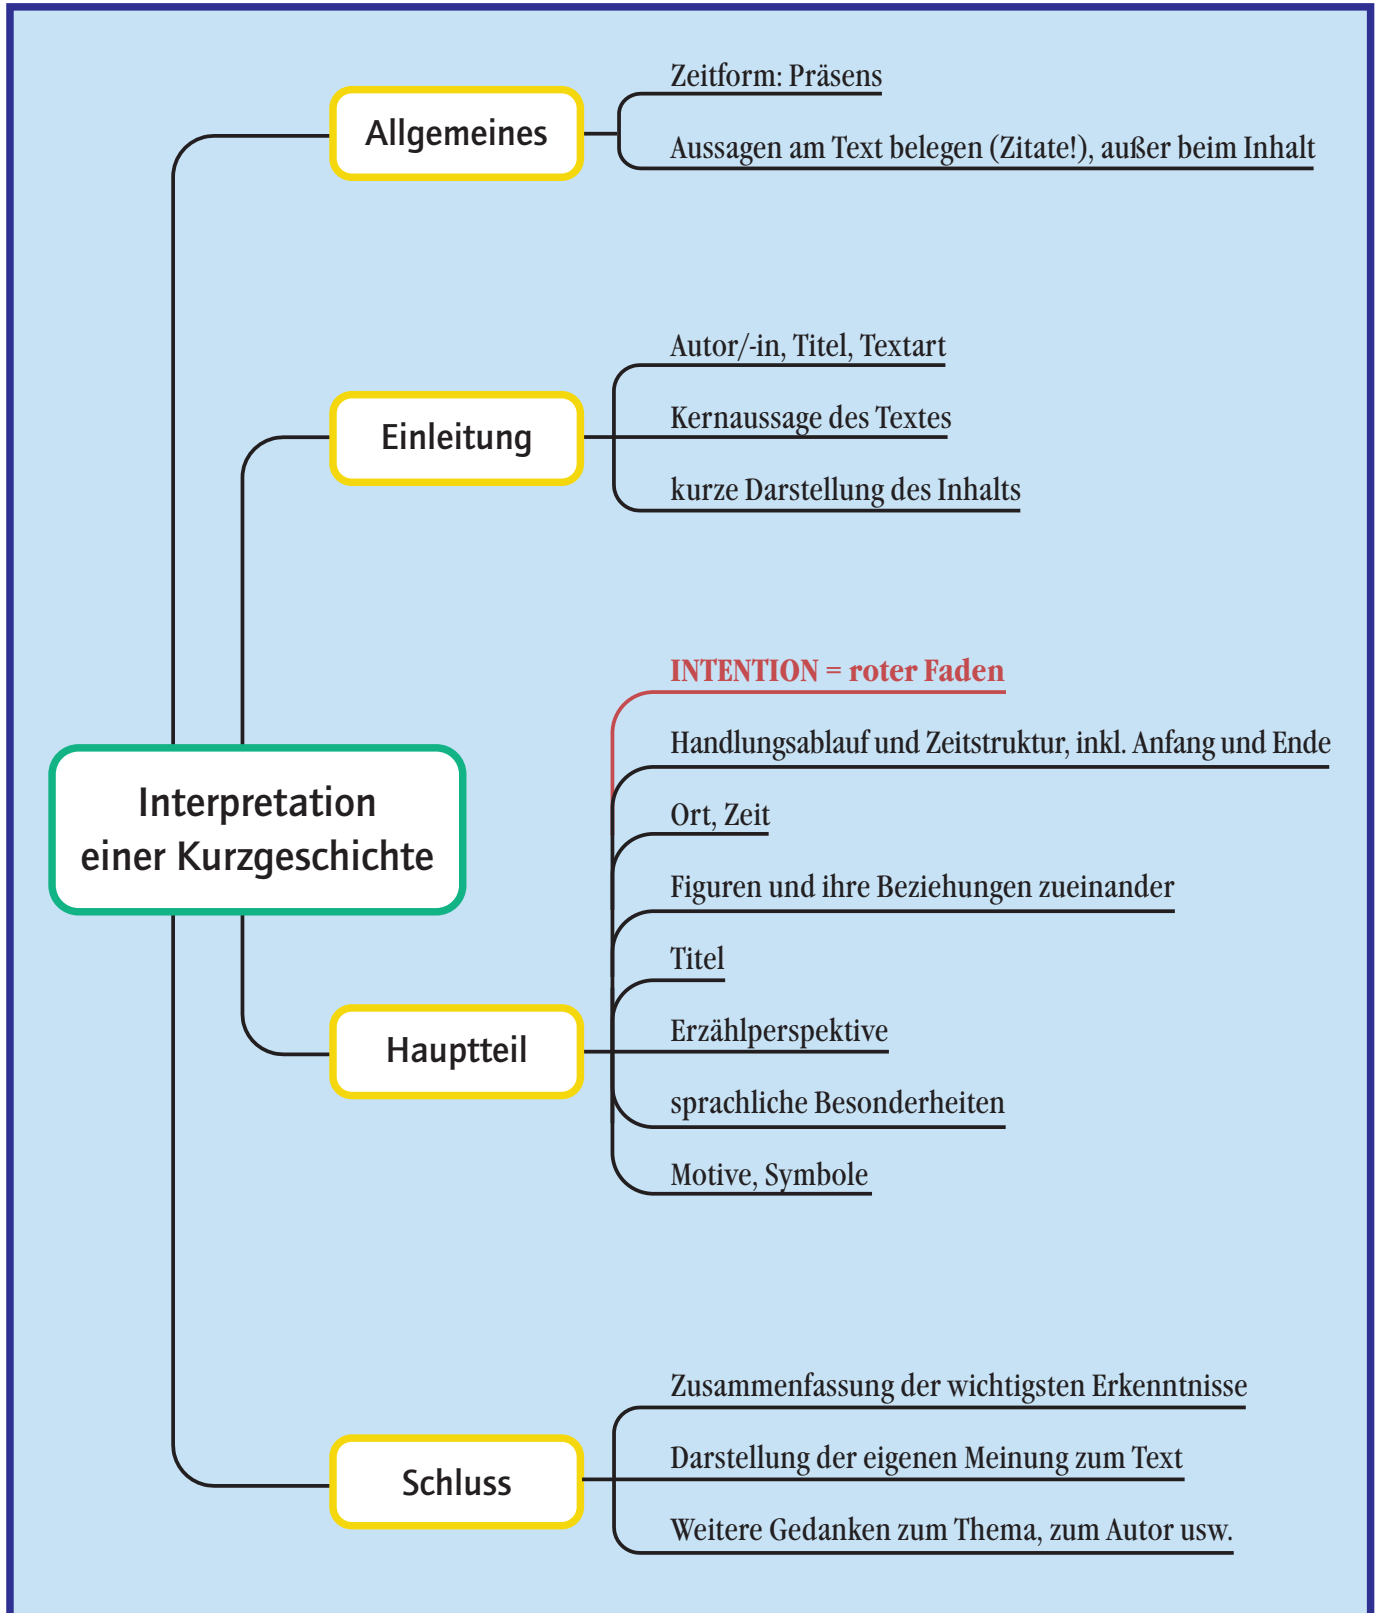 Allgemeines
Zeitform: Präsens
Aussagen am Text belegen (Zitate!), außer beim Inhalt
Einleitung
Autor/-in, Titel, Textart
Kernaussage des Textes
kurze Darstellung des Inhalts
Interpretation
einer Kurzgeschichte
Hauptteil
INTENTION = roter Faden
Handlungsablauf und Zeitstruktur, inkl. Anfang und Ende
Ort, Zeit
Figuren und ihre Beziehungen zueinander
Titel
Erzählperspektive
sprachliche Besonderheiten
Motive, Symbole
Schluss
Zusammenfassung der wichtigsten Erkenntnisse
Darstellung der eigenen Meinung zum Text
Weitere Gedanken zum Thema, zum Autor usw.